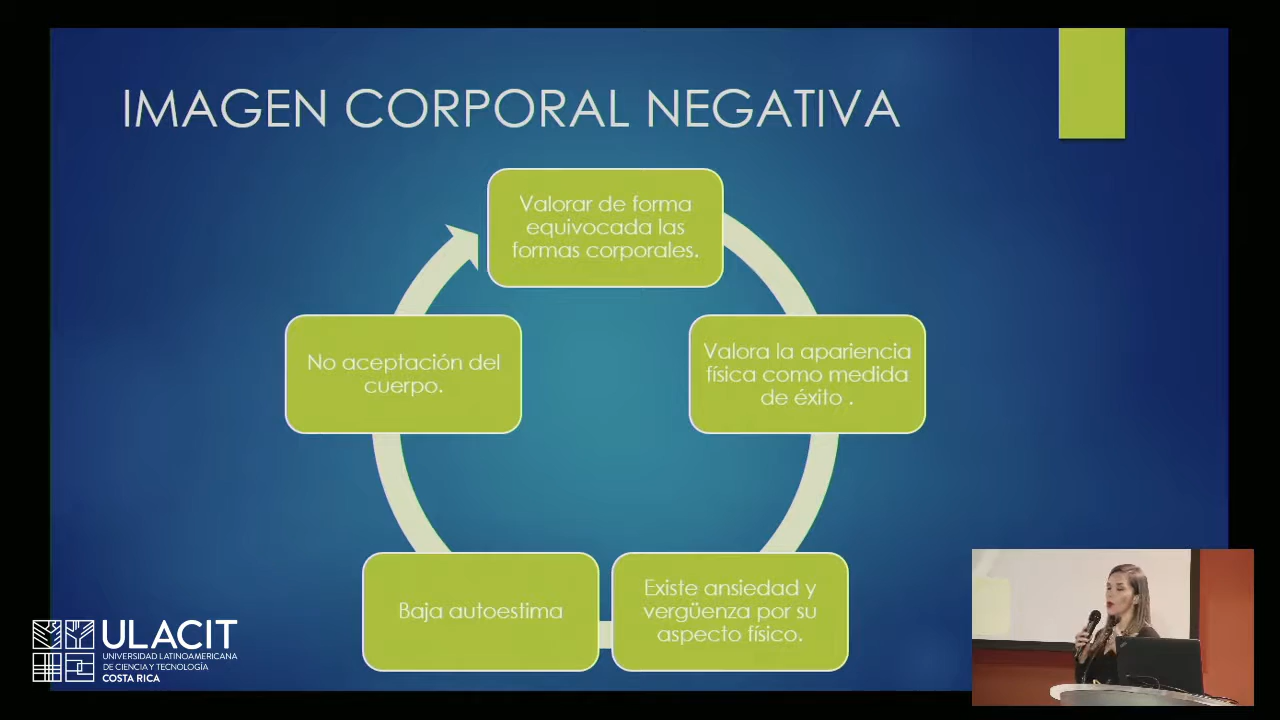 IMAGEN CORPORAL NEGATIVA
Valorar de forma
equivocada las
formas corporales.
Valora la apariencia
física como medida
de éxito .
Existe ansiedad y
vergüenza por su
aspecto físico.
Baja autoestima
No aceptación del
cuerpo.
ULACIT
UNIVERSIDAD LATINOAMERICANA
DE CIENCIA Y TECNOLOGÍA
COSTA RICA